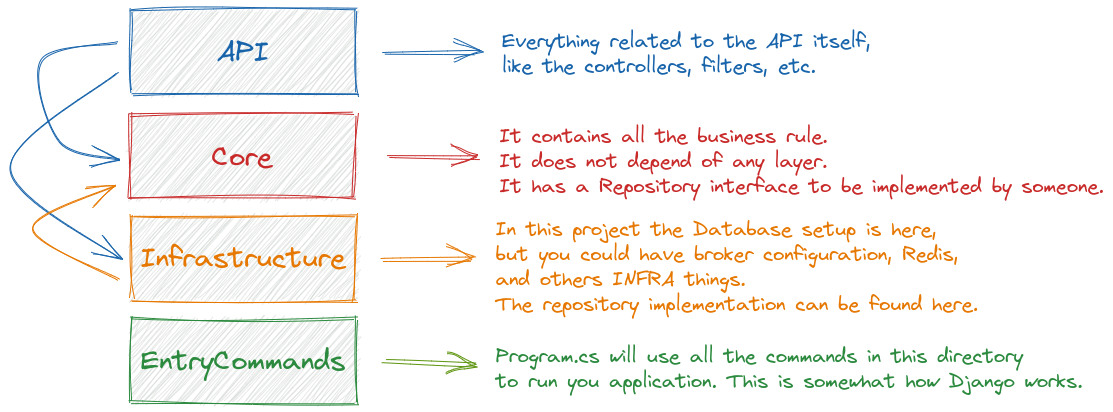 API
Everything related to the API itself,
like the controllers, filters, etc.
Core
It contains all the business rule.
It does not depend of any layer.
It has a Repository interface to be implemented by someone.
Infrastructure
In this project the Database setup is here,
but you could have broker configuration, Redis,
and others INFRA things.
The repository implementation can be found here.
EntryCommands
Program.cs will use all the commands in this directory
to run you application. This is somewhat how Django works.